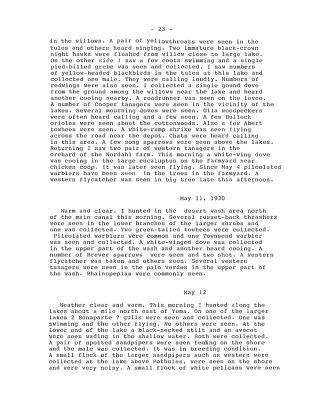 - 23 -
in the willows. A pair of yellowthroats were seen in the
tules and others heard singing. Two immature black-crown
night hawks were flushed from willow close to large lake.
On the other side I saw a few coots swimming and a single
pied-billed grebe was seen and collected. I saw numbers
of yellow-headed blackbirds in the tules at this lake and
collected one male. They were calling loudly. Numbers of
redwings were also seen. I collected a single ground dove
from the ground among the willows near the lake and heard
another cooing nearby. A roadrunner was seen on the levee.
A number of Cooper tanagers were seen in the vicinity of the
lakes. Several mourning doves were seen. Gila woodpeckers
were often heard calling and a few seen. A few Bullock
orioles were seen about the cottonwoods. Also a few Abert
towhees were seen. A white-rump shrike was seen flying
across the road near the depot. Chats were heard calling
in this area. A few song sparrows were seen above the lakes.
Returning I saw two pair of western tanagers in the
orchard of the Nordahl farm. This morning a white-wing dove
was cooing in the large eucalyptus on the farmyard near
chicken coop. It was later seen flying. Since May 4 pileolated
warblers have been seen in the trees in the farmyard. A
western flycatcher was seen in big tree late this afternoon.
May 11, 1930
Warm and clear. I hunted in the desert wash area north
of the main canal this morning. Several russet-back thrashers
were seen in the lower branches of the larger shrubs and
one was collected. Two green-tailed towhees were collected.
Pileolated warblers were common and one Townsend warbler
was seen and collected. A white-winged dove was collected
in the upper part of the wash and another heard cooing. A
number of Brewer sparrows were seen and two shot. A western
flycatcher was taken and others seen. Several western
tanagers were seen in the palo verdes in the upper part of
the wash. Phainopeplas were commonly seen.
May 12
Weather clear and warm. This morning I hunted along the
lakes about a mile north east of Yuma. On one of the larger
lakes 2 Bonaparte ? gulls were seen and collected. One was
swimming and the other flying. No others were seen. At the
lower end of the lake a black-necked stilt and an avocet
were seen wading in the shallow water. Both were collected.
A pair of spotted sandpipers were seen feeding on the shore
and the male was collected. It was in breeding condition.
A small flock of the larger sandpipers such as western were
collected at the lake above Potholes, were seen on the shore
and were very noisy. A small flock of white pelicans were seen